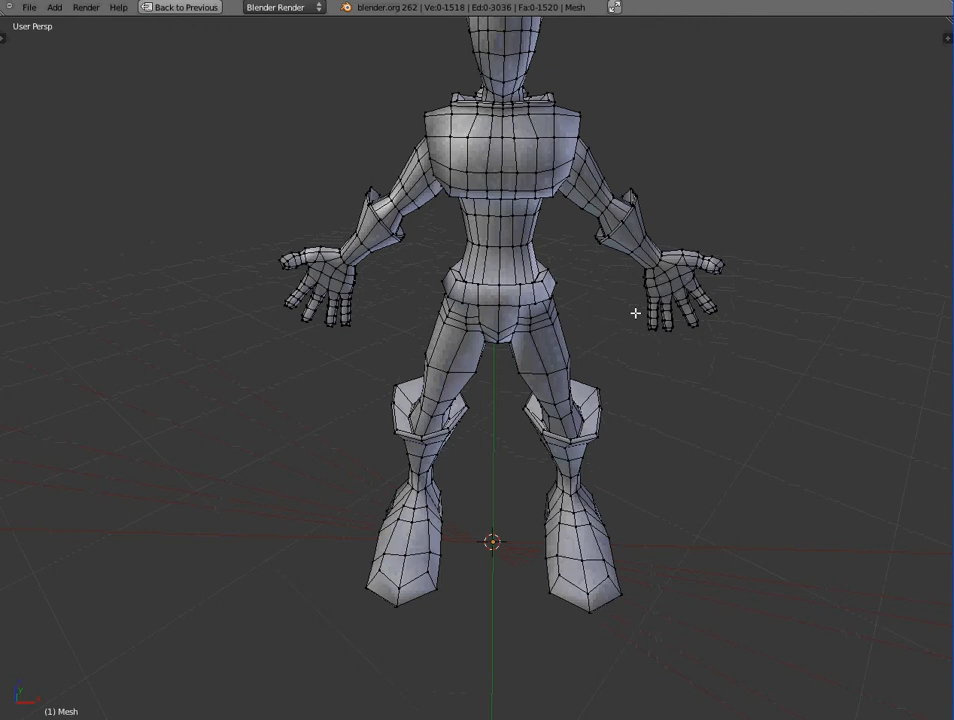 File Add Render Help Back to Previous Blender Render blender.org 262 | Ve:0-1518 | Ed:0-3036 | Fa:0-1520 | Mesh
User Persp
(1) Mesh